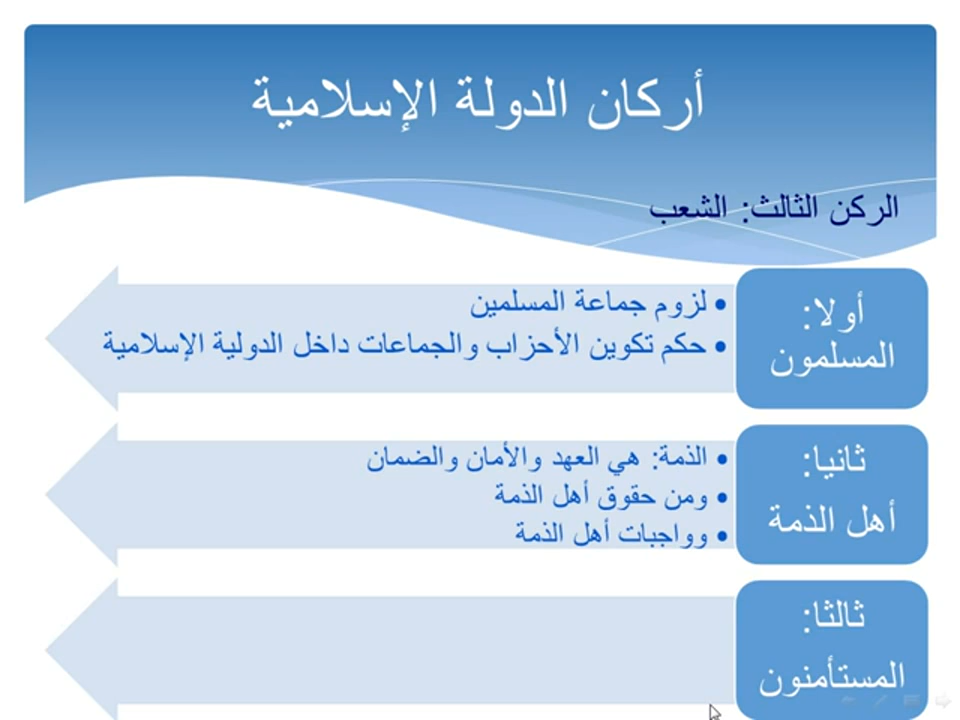 أركان الدولة الإسلامية
الركن الثالث: الشعب
أولا:
المسلمون
• لزوم جماعة المسلمين
• حكم تكوين الأحزاب والجماعات داخل الدولية الإسلامية
ثانيا:
أهل الذمة
• الذمة: هي العهد والأمان والضمان
• ومن حقوق أهل الذمة
• وواجبات أهل الذمة
ثالثا:
المستأمنون